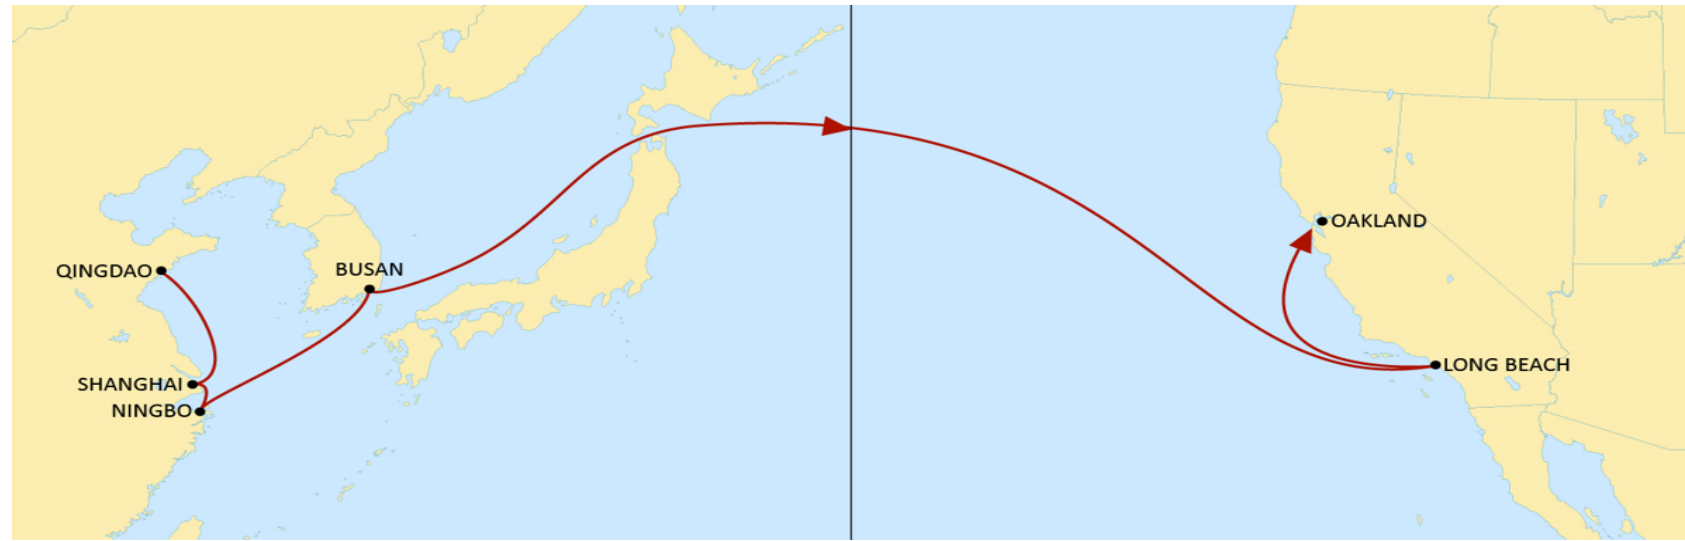 QINGDAO
BUSAN
SHANGHAI
NINGBO
OAKLAND
LONG BEACH